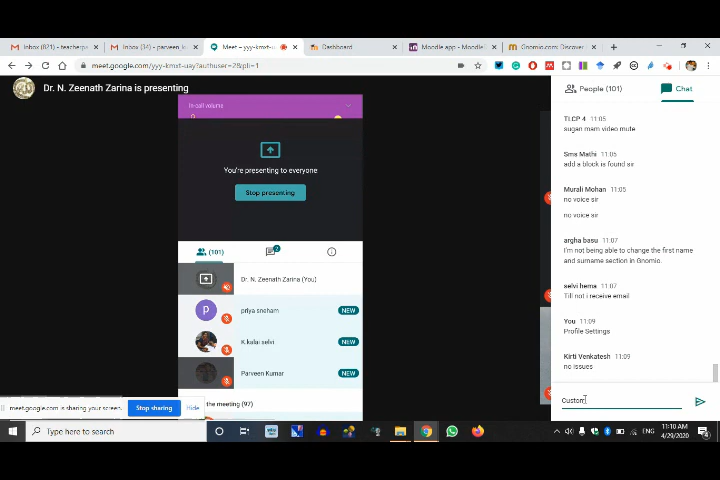 Inbox (821) - teacherp
Inbox (34) - parveen
Meet – yyy-kmxt-u
Dashboard
Moodle app - Moodle
Gnomio.com: Discover
meet.google.com/yyy-kmxt-uay?authuser=2&pli=1
Dr. N. Zeenath Zarina is presenting
In-call volume
You're presenting to everyone
Stop presenting
(101)
2
Dr. N. Zeenath Zarina (You)
p
priya sneham
NEW
K.kalai selvi
NEW
Parveen Kumar
NEW
the meeting (97)
People (101)
Chat
TLCP 4 11:05
sugan mam video mute
Sms Mathi 11:05
add a block is found sir
Murali Mohan 11:05
no voice sir
no voice sir
argha basu 11:07
I'm not being able to change the first name
and surname section in Gnomio.
selvi hema 11:07
Till not i receive email
You 11:09
Profile Settings
Kirti Venkatesh 11:09
no issues
Custom
meet.google.com is sharing your screen.
Stop sharing
Hide
Type here to search
ENG
11:10 AM
4/29/2020